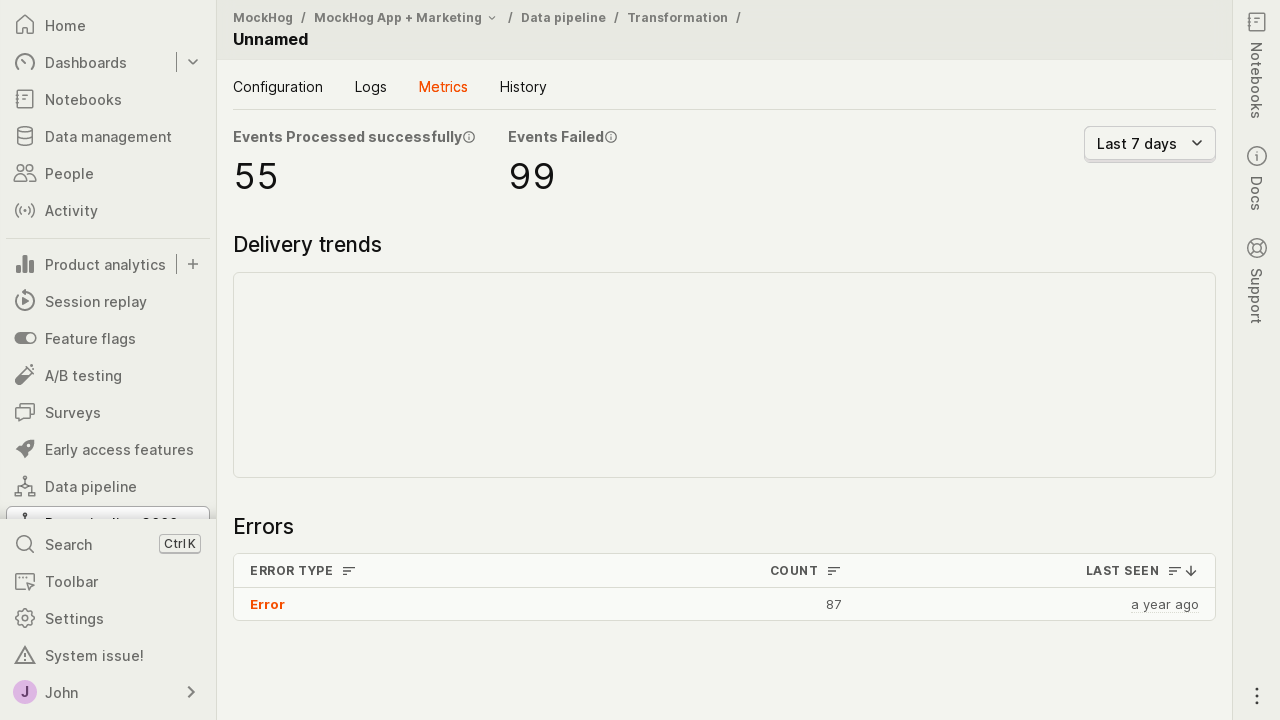 Home
Dashboards
Notebooks
Data management
People
Activity
Product analytics
Session replay
Feature flags
A/B testing
Surveys
Early access features
Data pipeline
Search
Ctrl K
Toolbar
Settings
System issue!
J
John
MockHog / MockHog App + Marketing / Data pipeline / Transformation /
Unnamed
Configuration Logs Metrics History
Events Processed successfully Events Failed
Last 7 days
55 99
Delivery trends
Errors
ERROR TYPE COUNT LAST SEEN
Error 87 a year ago
Notebooks
Docs
Support